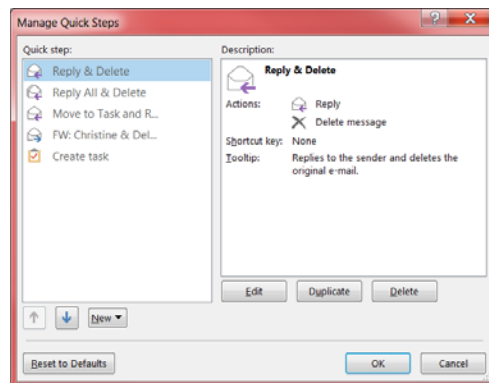 Manage Quick Steps
Quick step:
Reply & Delete
Reply All & Delete
Move to Task and R...
FW: Christine & Del...
Create task
New
Description:
Reply & Delete
Actions: Reply
Delete message
Shortcut key: None
Tooltip: Replies to the sender and deletes the
original e-mail.
Edit Duplicate Delete
Reset to Defaults OK Cancel